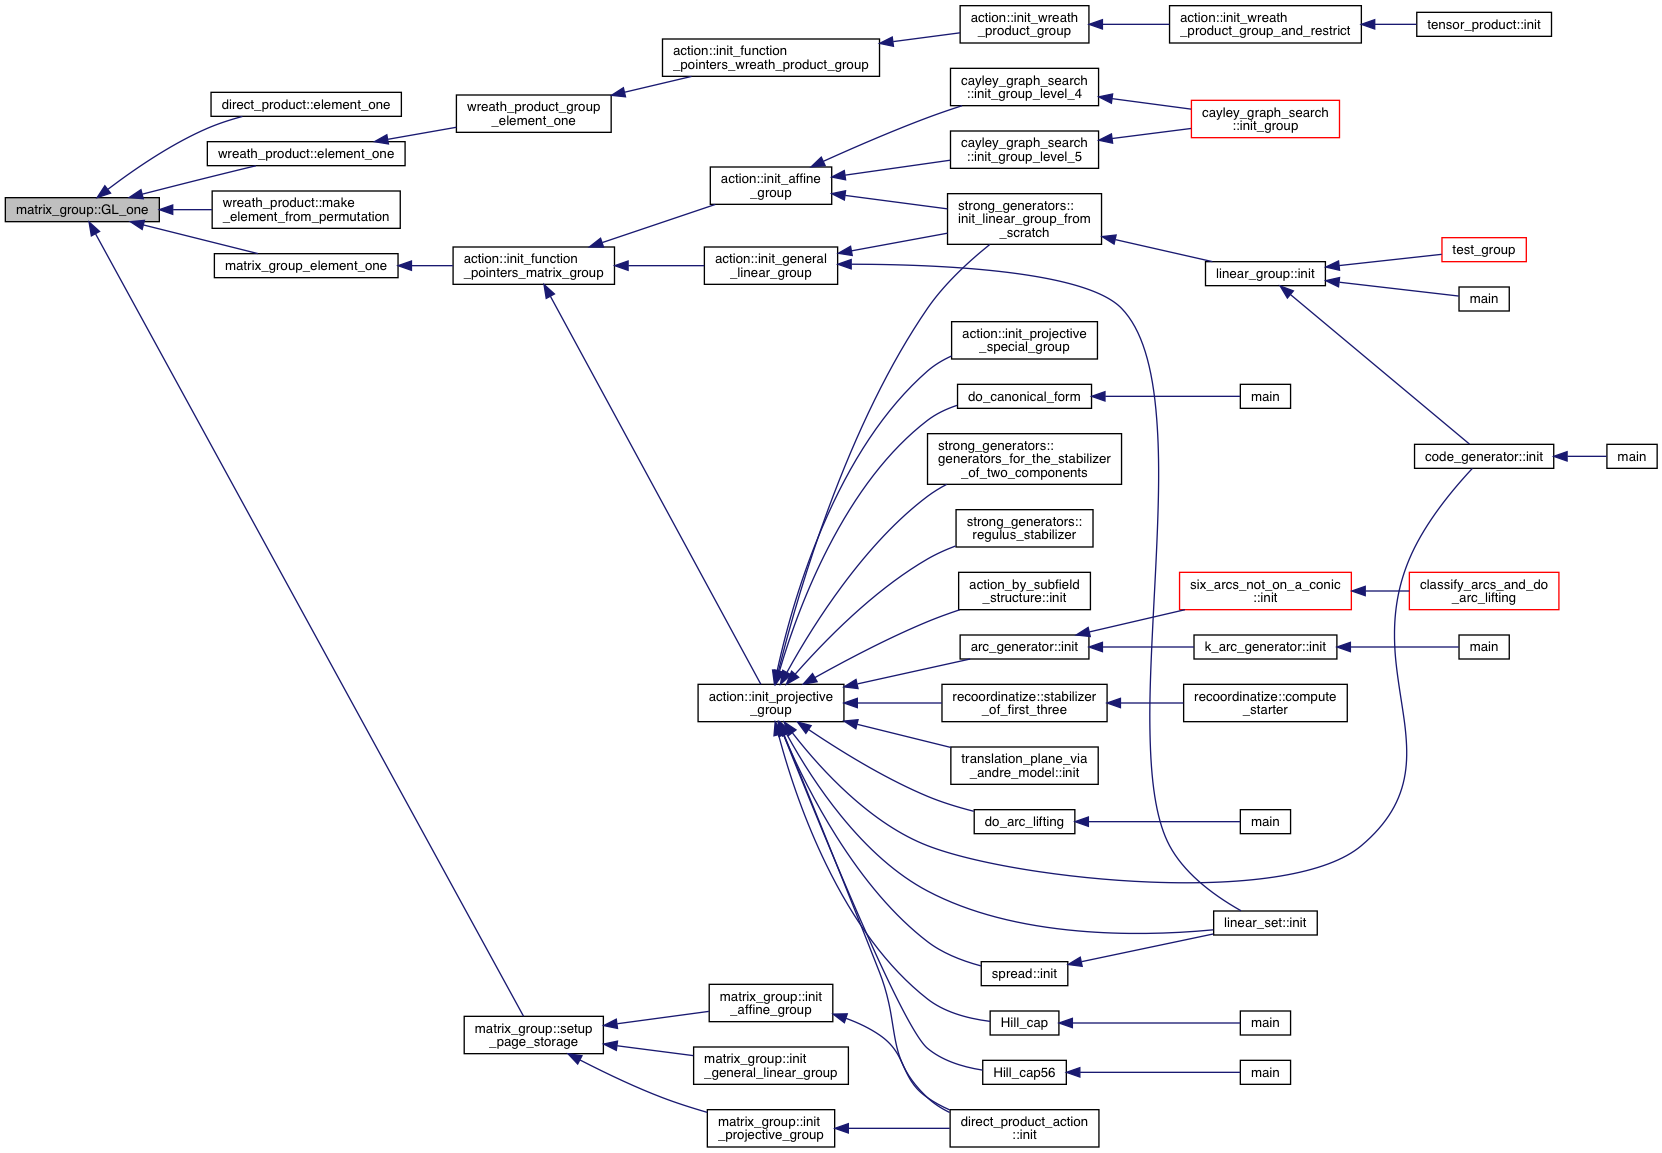 matrix_group::GL_one
direct_product::element_one
wreath_product::element_one
wreath_product::make
_element_from_permutation
matrix_group_element_one
matrix_group::setup
_page_storage
wreath_product_group
_element_one
action::init_function
_pointers_matrix_group
action::init_function
_pointers_wreath_product_group
action::init_affine
_group
action::init_general
_linear_group
action::init_projective
_group
matrix_group::init
_affine_group
matrix_group::init
_general_linear_group
matrix_group::init
_projective_group
action::init_wreath
_product_group
cayley_graph_search
::init_group_level_4
cayley_graph_search
::init_group_level_5
strong_generators::
init_linear_group_from
_scratch
action::init_projective
_special_group
do_canonical_form
strong_generators::
generators_for_the_stabilizer
_of_two_components
strong_generators::
regulus_stabilizer
action_by_subfield
_structure::init
arc_generator::init
recoordinatize::stabilizer
_of_first_three
translation_plane_via
_andre_model::init
do_arc_lifting
spread::init
Hill_cap
Hill_cap56
direct_product_action
::init
action::init_wreath
_product_group_and_restrict
cayley_graph_search
::init_group
linear_group::init
main
six_arcs_not_on_a_conic
::init
k_arc_generator::init
recoordinatize::compute
_starter
main
linear_set::init
main
main
tensor_product::init
test_group
main
code_generator::init
classify_arcs_and_do
_arc_lifting
main
main